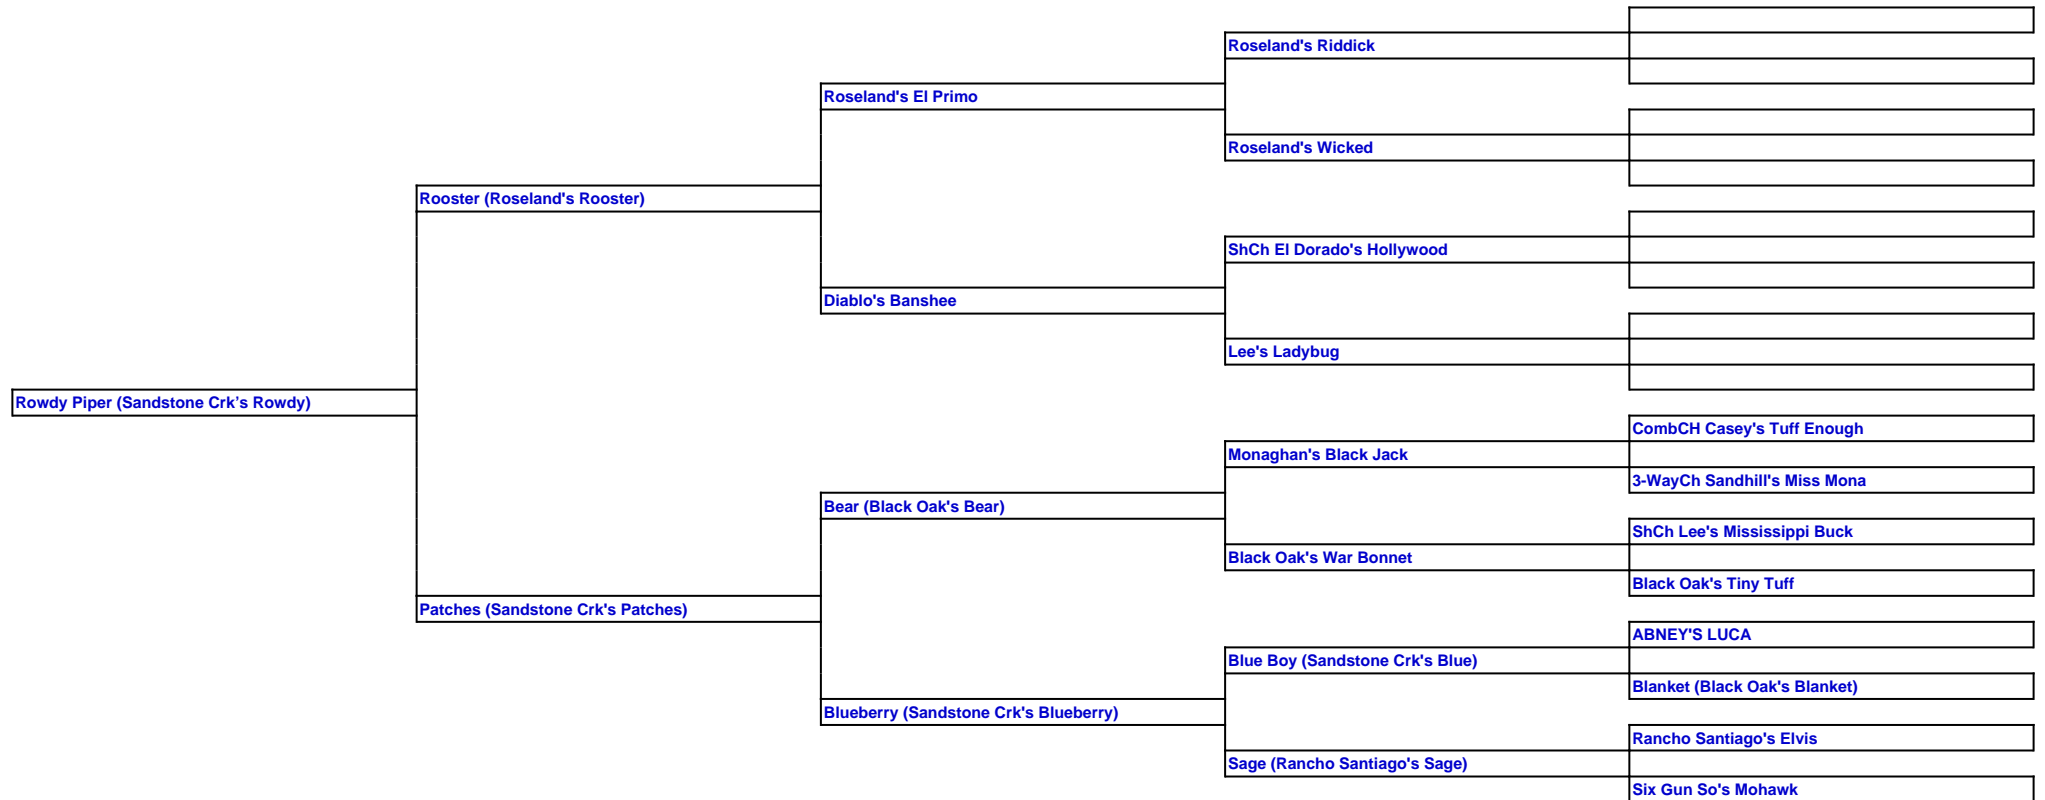 Roseland's Riddick
Roseland's El Primo
Roseland's Wicked
Rooster (Roseland's Rooster)
ShCh El Dorado's Hollywood
Diablo's Banshee
Lee's Ladybug
Rowdy Piper (Sandstone Crk’s Rowdy)
CombCH Casey's Tuff Enough
Monaghan's Black Jack
3-WayCh Sandhill's Miss Mona
Bear (Black Oak's Bear)
ShCh Lee's Mississippi Buck
Black Oak's War Bonnet
Black Oak's Tiny Tuff
Patches (Sandstone Crk's Patches)
ABNEY'S LUCA
Blue Boy (Sandstone Crk's Blue)
Blanket (Black Oak's Blanket)
Blueberry (Sandstone Crk's Blueberry)
Rancho Santiago's Elvis
Sage (Rancho Santiago's Sage)
Six Gun So's Mohawk